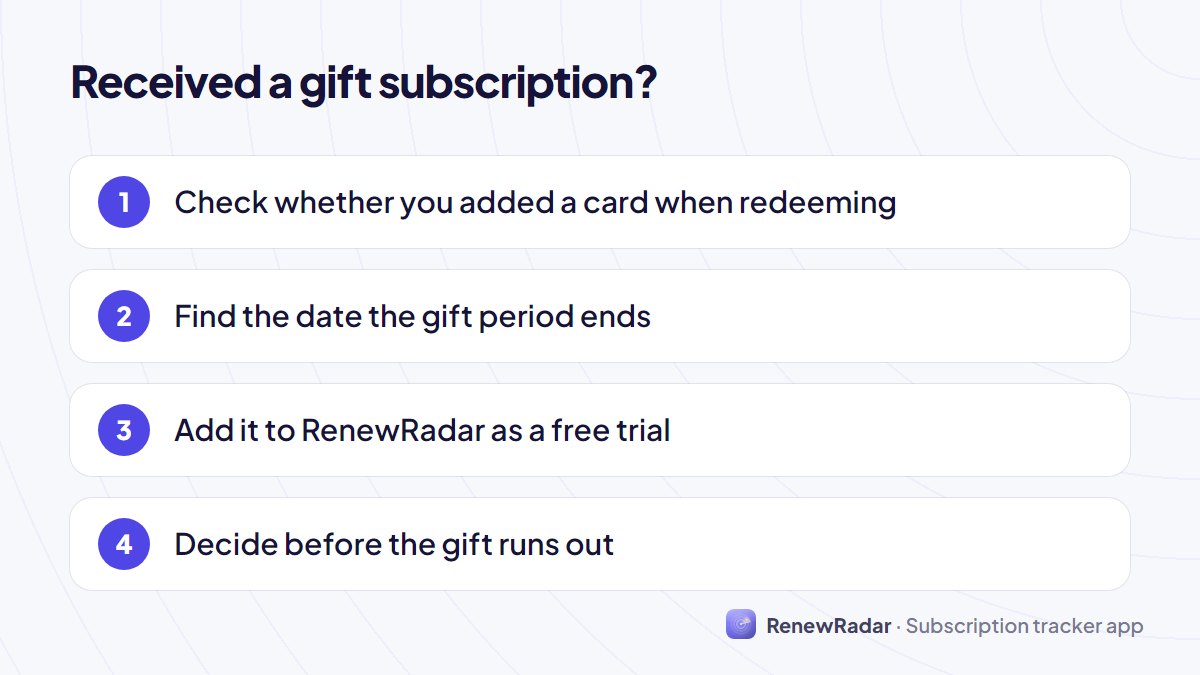 Received a gift subscription?
1 Check whether you added a card when redeeming
2 Find the date the gift period ends
3 Add it to RenewRadar as a free trial
4 Decide before the gift runs out
RenewRadar · Subscription tracker app